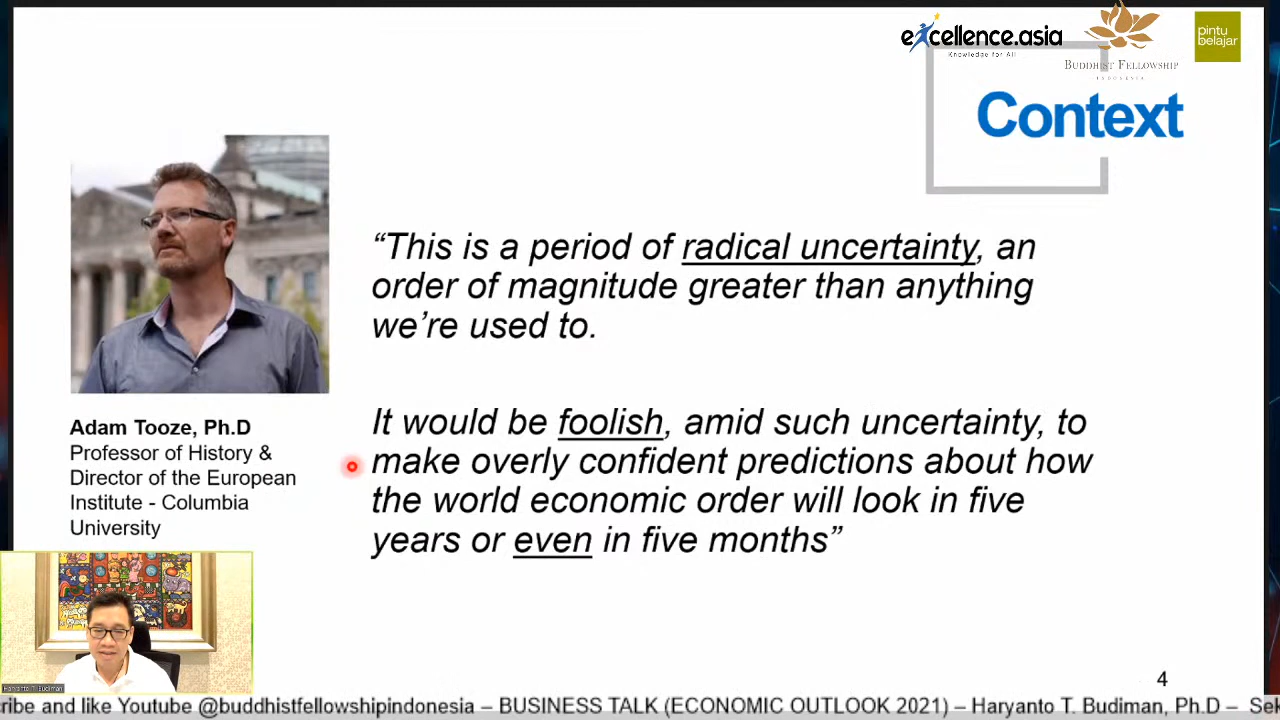 excellence.asia
Knowledge for All
BUDDHIST FELLOWSHIP
INDONESIA
pintu
belajar
Context
“This is a period of radical uncertainty, an
order of magnitude greater than anything
we’re used to.
It would be foolish, amid such uncertainty, to
make overly confident predictions about how
the world economic order will look in five
years or even in five months”
Adam Tooze, Ph.D
Professor of History &
Director of the European
Institute - Columbia
University
Haryanto T. Budiman
4
ribe and like Youtube @buddhistfellowshipindonesia – BUSINESS TALK (ECONOMIC OUTLOOK 2021) – Haryanto T. Budiman, Ph.D – Sek